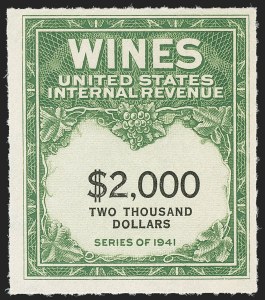 WINES
UNITED STATES
INTERNAL REVENUE
$2,000
TWO THOUSAND
DOLLARS
SERIES OF 1941